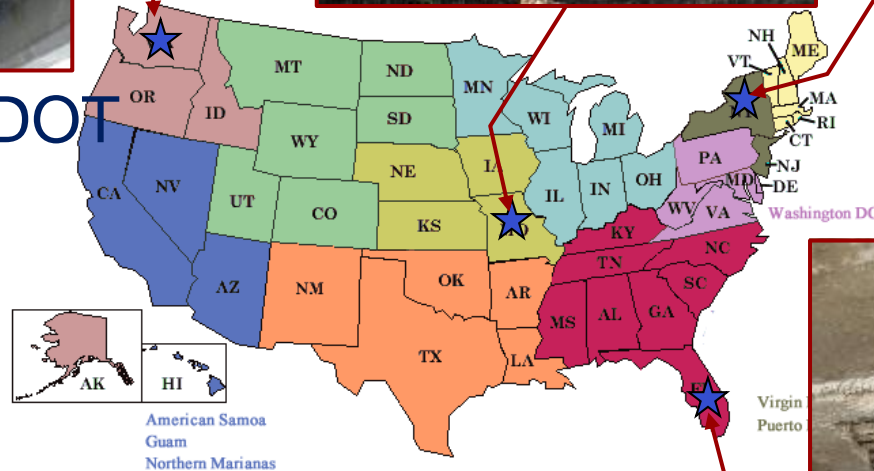 DOT
MT
ND
MN
OR
ID
WY
SD
WI
MI
NH
VT
ME
MA
RI
CT
NJ
PA
MD
DE
NE
CA
NV
UT
CO
KS
IL
IN
OH
WV
VA
Washington DC
KY
AZ
NM
OK
AR
TN
NC
SC
MS
AL
GA
TX
LA
AK
HI
American Samoa
Guam
Northern Marianas
Virgin
Puerto